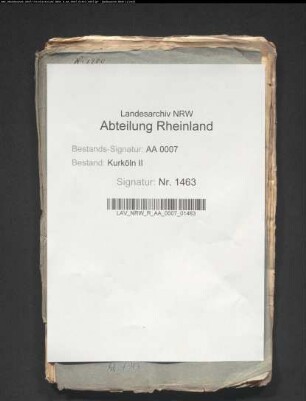 Landesarchiv NRW
Abteilung Rheinland
Bestands-Signatur: AA 0007
Bestand: Kurköln II
Signatur: Nr. 1463
LAV_NRW_R_AA_0007_01463